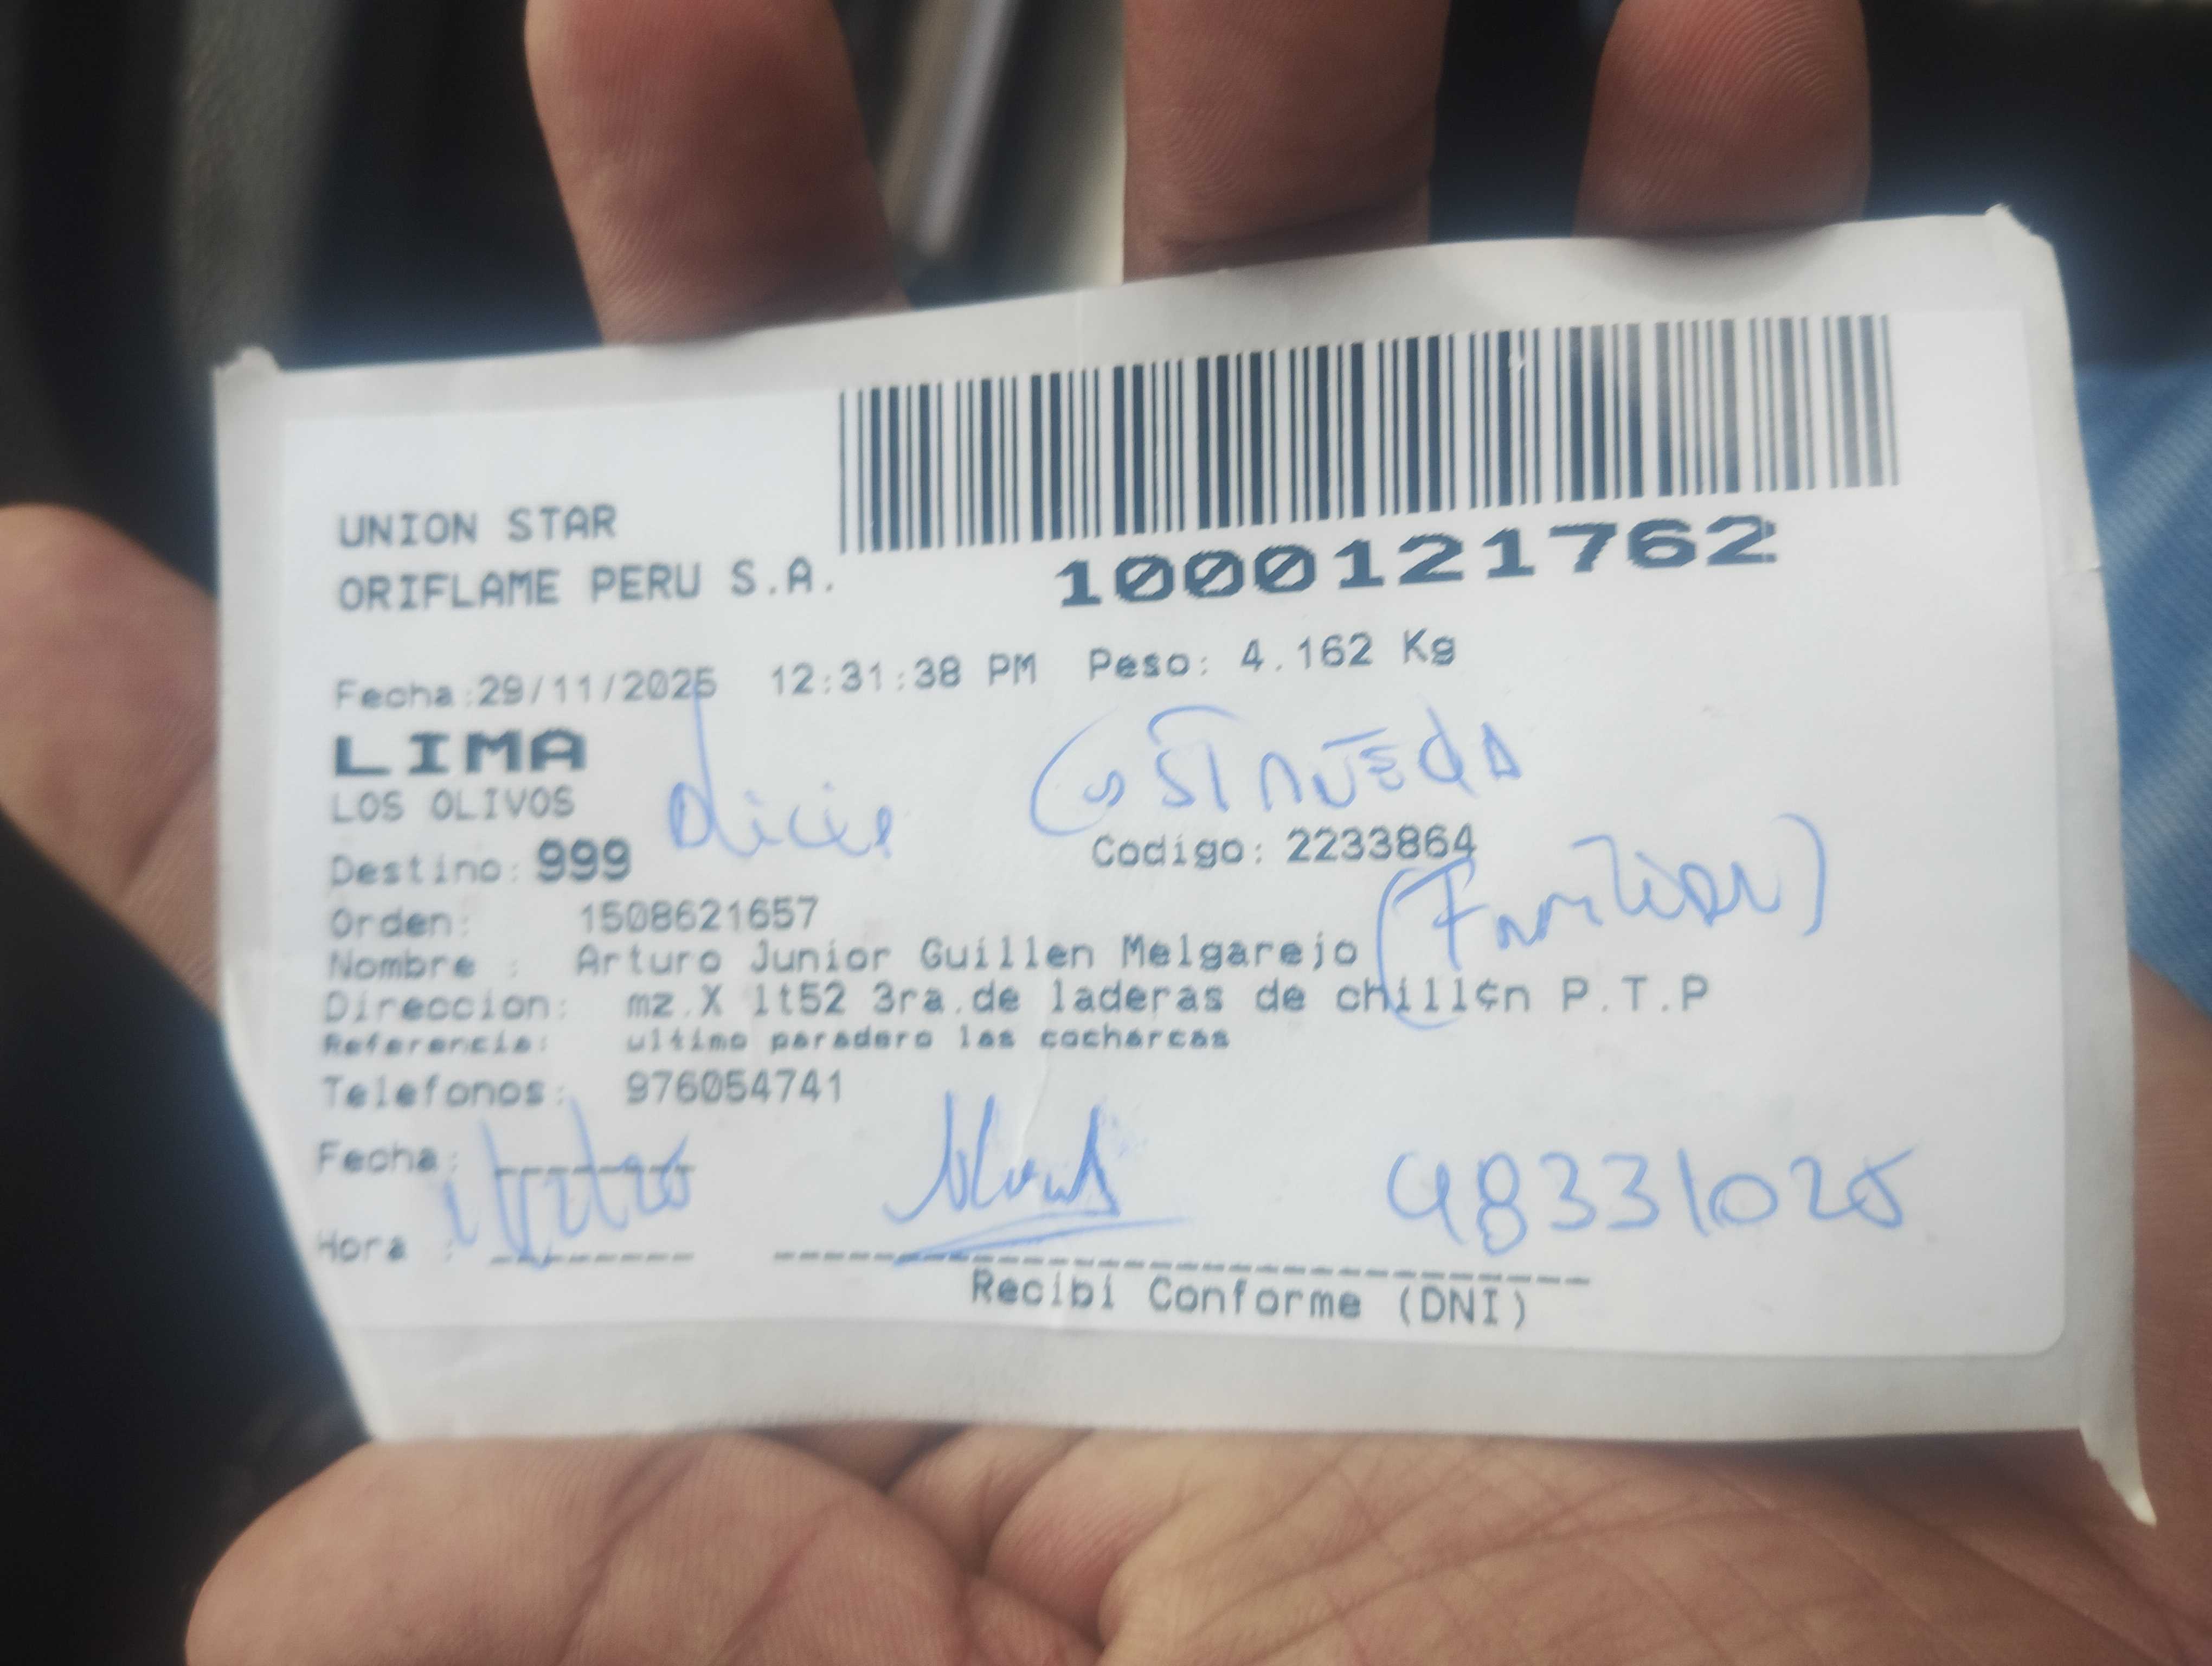 UNION STAR
ORIFLAME PERU S.A.
1000121762
Fecha:29/11/2025 12:31:38 PM Peso: 4.162 Kg
LIMA
LOS OLIVOS
Destino: 999
Codigo: 2233864
(Familiar)
Orden: 1508621657
Nombre : Arturo Junior Guillen Melgarejo
Direccion: mz.X lt52 3ra.de laderas de chill¢n P.T.P
Referencia: ultimo paradero las cocharcas
Telefonos: 976054741
Fecha:
48331025
Hora :
Recibi Conforme (DNI)